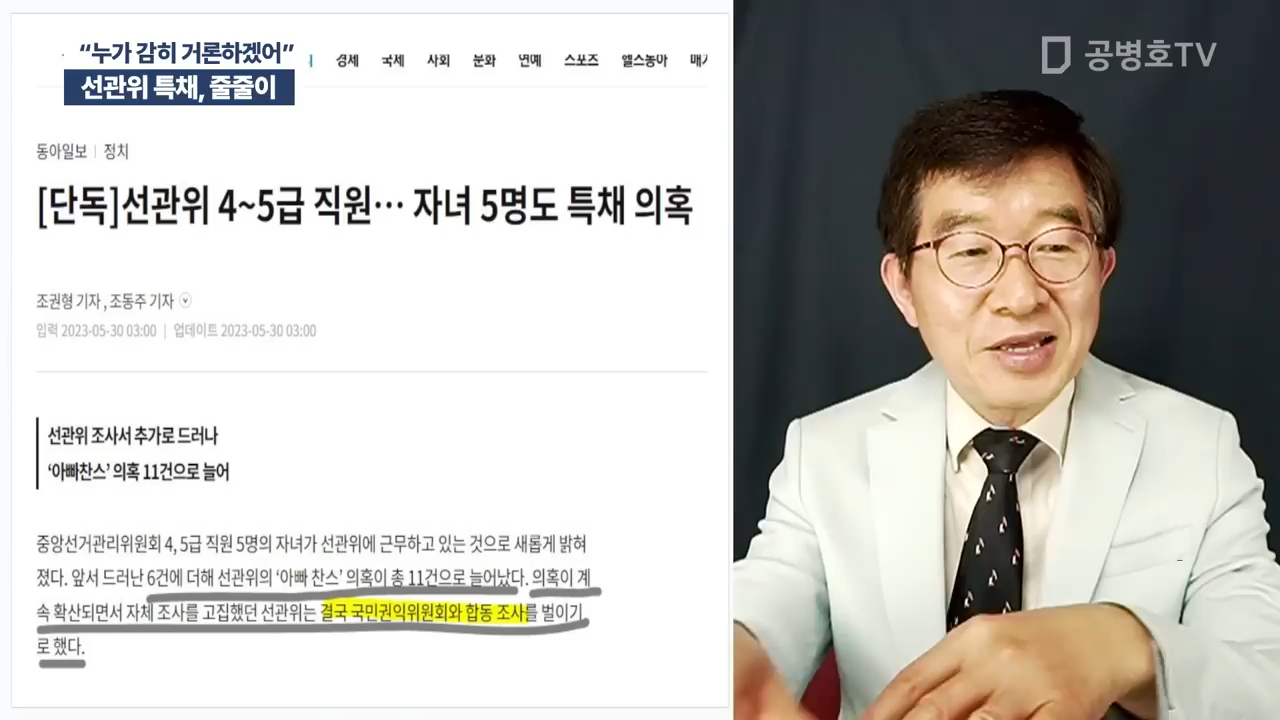 “누가 감히 거론하겠어”
선관위 특채, 줄줄이
경제 국제 사회 문화 연예 스포츠 헬스동아
공병호TV
동아일보 | 정치
[단독]선관위 4~5급 직원… 자녀 5명도 특채 의혹
조권형 기자 , 조동주 기자
입력 2023-05-30 03:00 | 업데이트 2023-05-30 03:00
선관위 조사서 추가로 드러나
‘아빠찬스’ 의혹 11건으로 늘어
중앙선거관리위원회 4, 5급 직원 5명의 자녀가 선관위에 근무하고 있는 것으로 새롭게 밝혀
졌다. 앞서 드러난 6건에 더해 선관위의 ‘아빠 찬스’ 의혹이 총 11건으로 늘어났다. 의혹이 계
속 확산되면서 자체 조사를 고집했던 선관위는 결국 국민권익위원회와 합동 조사를 벌이기
로 했다.